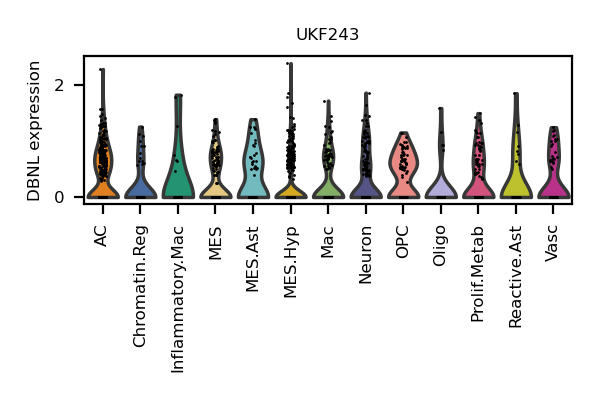 UKF243
DBNL expression
2
0
AC
Chromatin.Reg
Inflammatory.Mac
MES
MES.Ast
MES.Hyp
Mac
Neuron
OPC
Oligo
Prolif.Metab
Reactive.Ast
Vasc